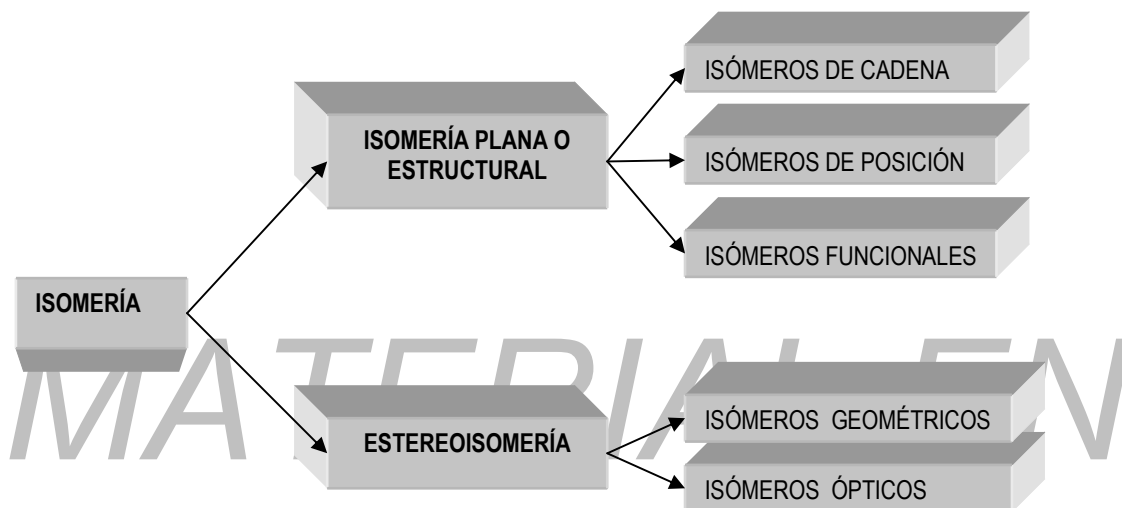 ISÓMEROS DE CADENA
ISOMERÍA PLANA O
ESTRUCTURAL
ISÓMEROS DE POSICIÓN
ISÓMEROS FUNCIONALES
ISOMERÍA
MATERIAL EN
ISÓMEROS GEOMÉTRICOS
ESTEREOISOMERÍA
ISÓMEROS ÓPTICOS